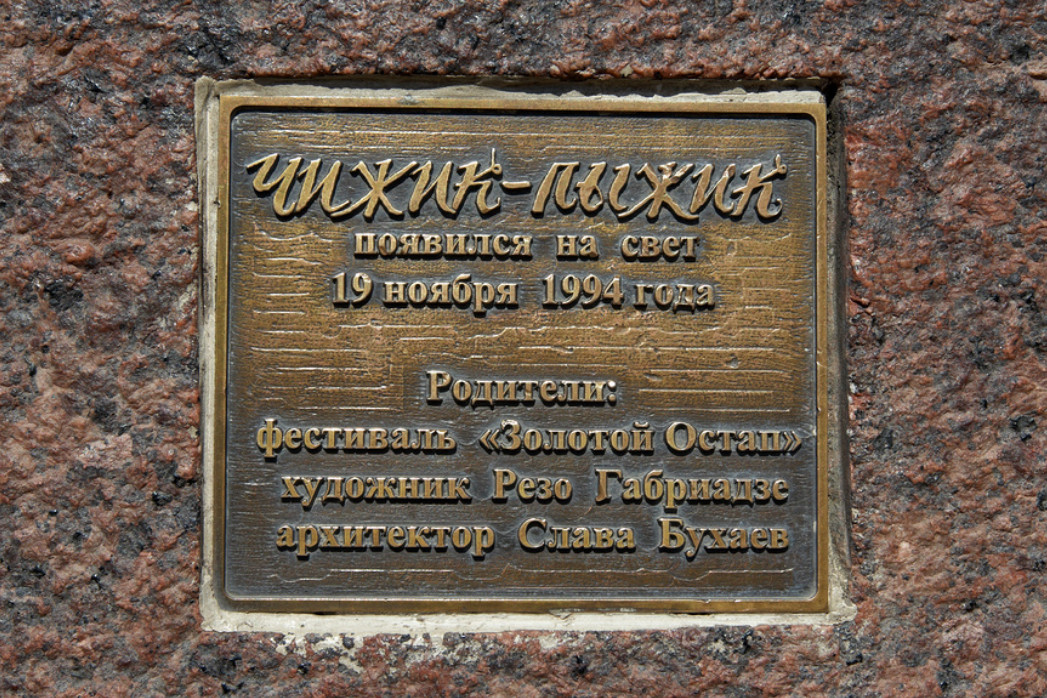 Чижик-Пыжик
появился на свет
19 ноября 1994 года
Родители:
фестиваль «Золотой Остап»
художник Резо Габриадзе
архитектор Слава Бухаев